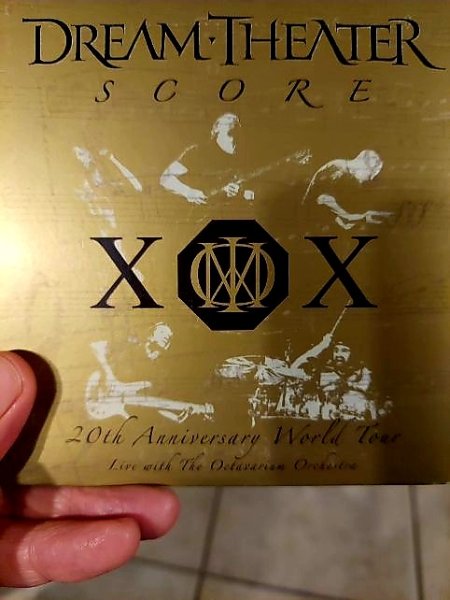 DREAM·THEATER
SCORE
X X
20th Anniversary World Tour
Live with The Octavarium Orchestra